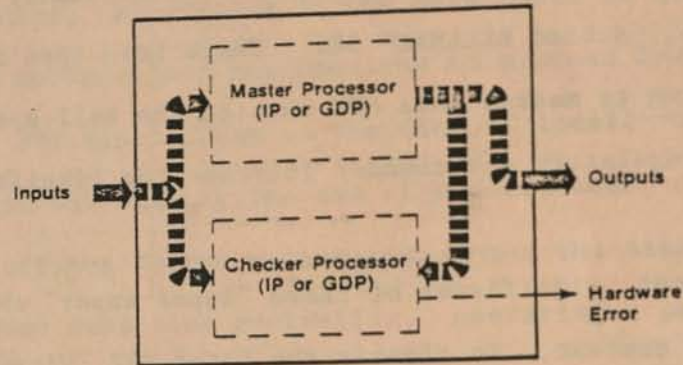 Master Processor
(IP or GDP)
Inputs
Outputs
Checker Processor
(IP or GDP)
Hardware
Error